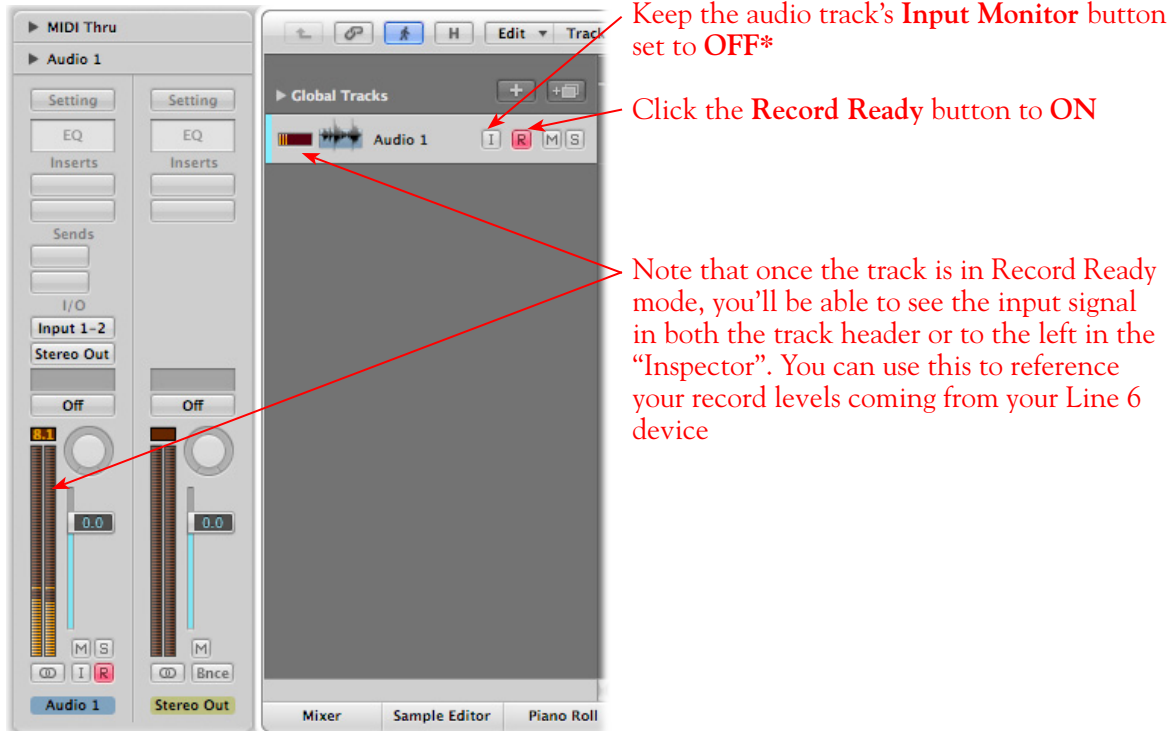 ▶ MIDI Thru
▶ Audio 1
Setting Setting
EQ EQ
Inserts Inserts
Sends
I/O
Input 1-2
Stereo Out
Off Off
8.1
0.0 0.0
M S M
I R Bnce
Audio 1 Stereo Out
H Edit ▼ Track
▶ Global Tracks
Audio 1 I R M S
Mixer Sample Editor Piano Roll
Keep the audio track’s Input Monitor button
set to OFF*
Click the Record Ready button to ON
Note that once the track is in Record Ready
mode, you’ll be able to see the input signal
in both the track header or to the left in the
“Inspector”. You can use this to reference
your record levels coming from your Line 6
device